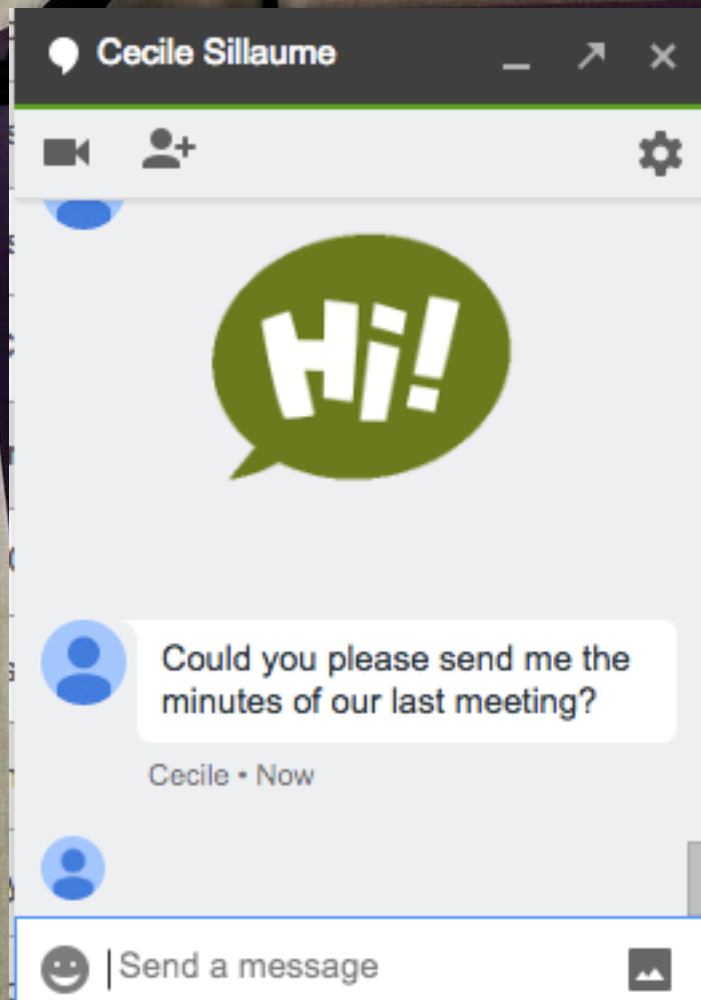 Cecile Sillaume
Hi!
Could you please send me the
minutes of our last meeting?
Cecile • Now
Send a message